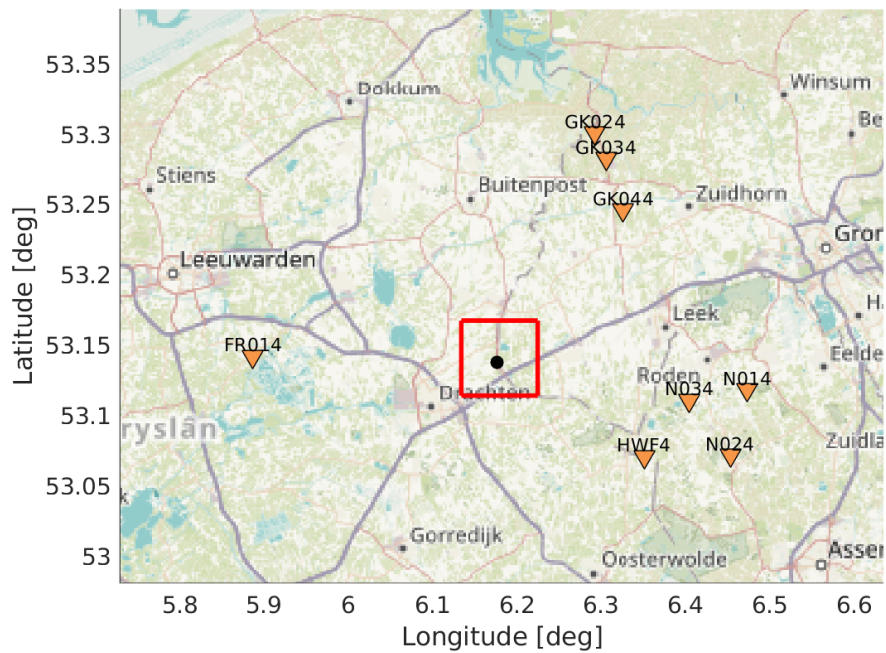 53.35
53.3
53.25
53.2
53.15
53.1
53.05
53
Latitude [deg]
Dokkum
Winsum
Be
GK024
GK034
Stiens
Buitenpost
GK044
Zuidhorn
Gron
Leeuwarden
Leek
H
FR014
Eelde
Roden
N014
N034
Drachten
ryslân
HWF4
N024
Zuidla
k
Gorredijk
Oosterwolde
Assen
5.8
5.9
6
6.1
6.2
6.3
6.4
6.5
6.6
Longitude [deg]